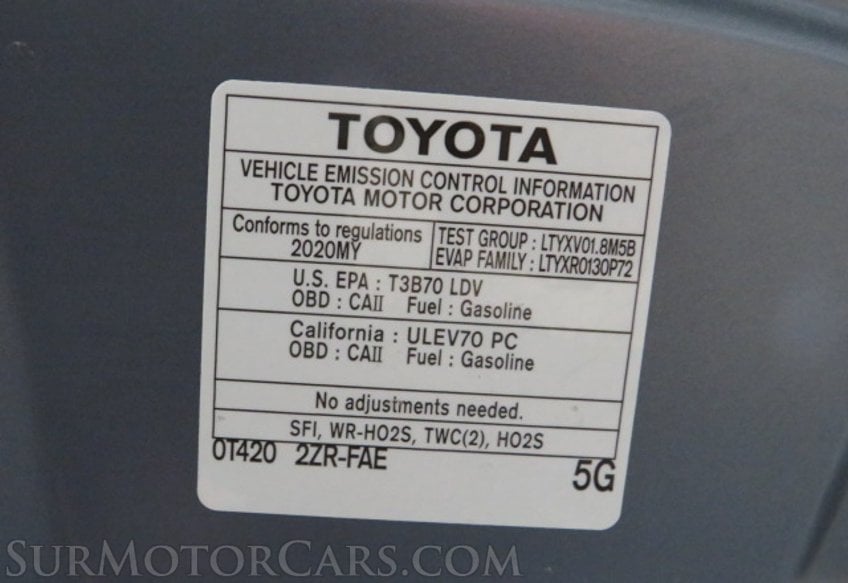 TOYOTA
VEHICLE EMISSION CONTROL INFORMATION
TOYOTA MOTOR CORPORATION
Conforms to regulations
2020MY
TEST GROUP : LTYXV01.8M5B
EVAP FAMILY : LTYXR0130P72
U.S. EPA : T3B70 LDV
OBD : CAII Fuel : Gasoline
California : ULEV70 PC
OBD : CAII Fuel : Gasoline
No adjustments needed.
SFI, WR-HO2S, TWC(2), HO2S
0T420 2ZR-FAE 5G
SURMOTORCARS.COM